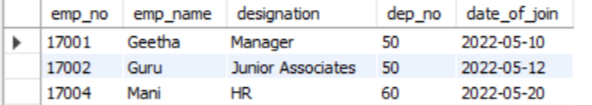 emp_no emp_name designation dep_no date_of_join
17001 Geetha Manager 50 2022-05-10
17002 Guru Junior Associates 50 2022-05-12
17004 Mani HR 60 2022-05-20